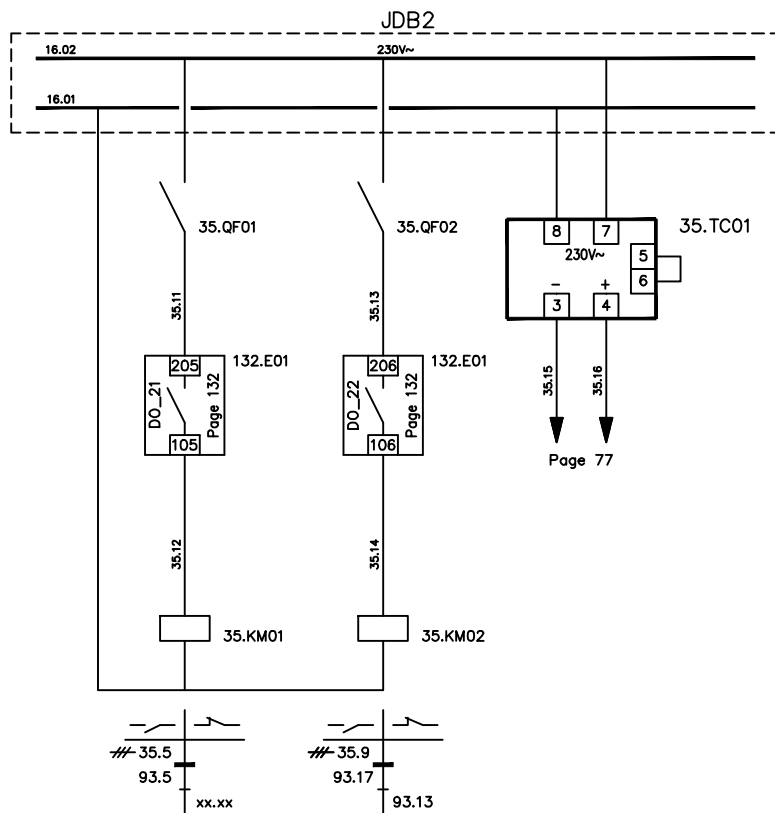 JDB2
16.02 230V~
16.01
35.QF01 35.QF02 35.TC01
8 7
230V~
5
6
- +
3 4
35.11 35.13 35.15 35.16
205 132.E01 206 132.E01
DO_21 Page 132 DO_22 Page 132
105 106
Page 77
35.12 35.14
35.KM01 35.KM02
35.5 35.9
93.5 93.17
xx.xx 93.13